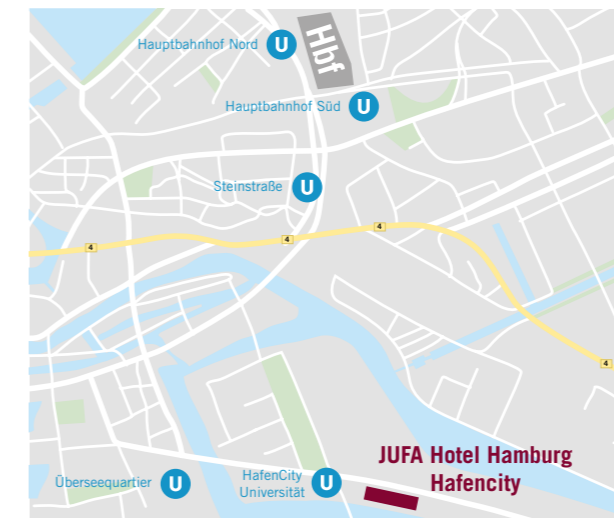 Hauptbahnhof Nord U
Hbf
Hauptbahnhof Süd U
Steinstraße U
4
4
4
4
JUFA Hotel Hamburg
Hafencity
Überseequartier U
HafenCity
Universität U